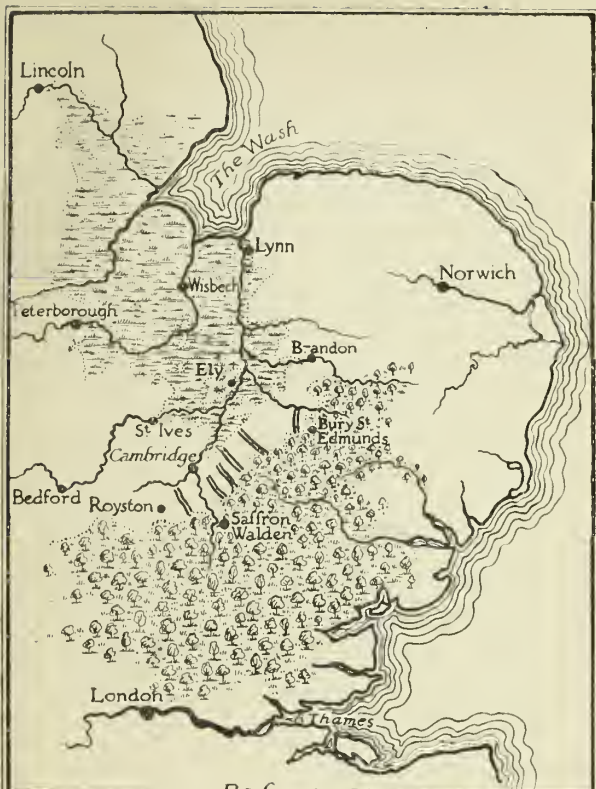 Lincoln
The Wash
Lynn
Norwich
Wisbech
eterborough
Brandon
Ely
Bury St
Edmunds
St Ives
Cambridge
Bedford
Royston
Saffron
Walden
London
Thames